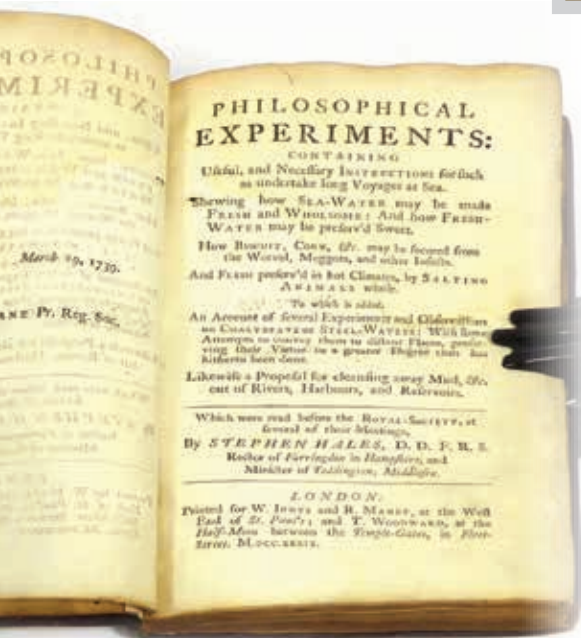 March 29, 1739.
ANE Pr. Reg. Soc.
PHILOSOPHICAL
EXPERIMENTS:
CONTAINING
Useful, and Necessary INSTRUCTIONS for such
as undertake long Voyages at Sea.
Shewing how SEA-WATER may be made
FRESH and WHOLSOME: And how FRESH-
WATER may be preserv'd Sweet.
How BISCUIT, CORN, &c. may be secured from
the Weevel, Meggots, and other Insects.
And FLESH preserv'd in hot Climates, by SALTING
ANIMALS whole.
To which is added,
An Account of several Experiments and Observations
on CHALYBEATE or STEEL-WATERS: With some
Attempts to convey them to distant Places, preser-
ving their Virtue to a greater Degree than has
hitherto been done.
Likewise a Proposal for cleansing away Mud, &c.
out of Rivers, Harbours, and Reservoirs.
Which were read before the ROYAL-SOCIETY, at
several of their Meetings.
By STEPHEN HALES, D. D. F. R. S.
Rector of Farringdon in Hampshire, and
Minister of Teddington, Middlesex.
LONDON:
Printed for W. INNYS and R. MANBY, at the West
End of St. Paul's; and T. WOODWARD, at the
Half-Moon between the Temple-Gates, in Fleet-
Street. M.DCC.XXXIX.